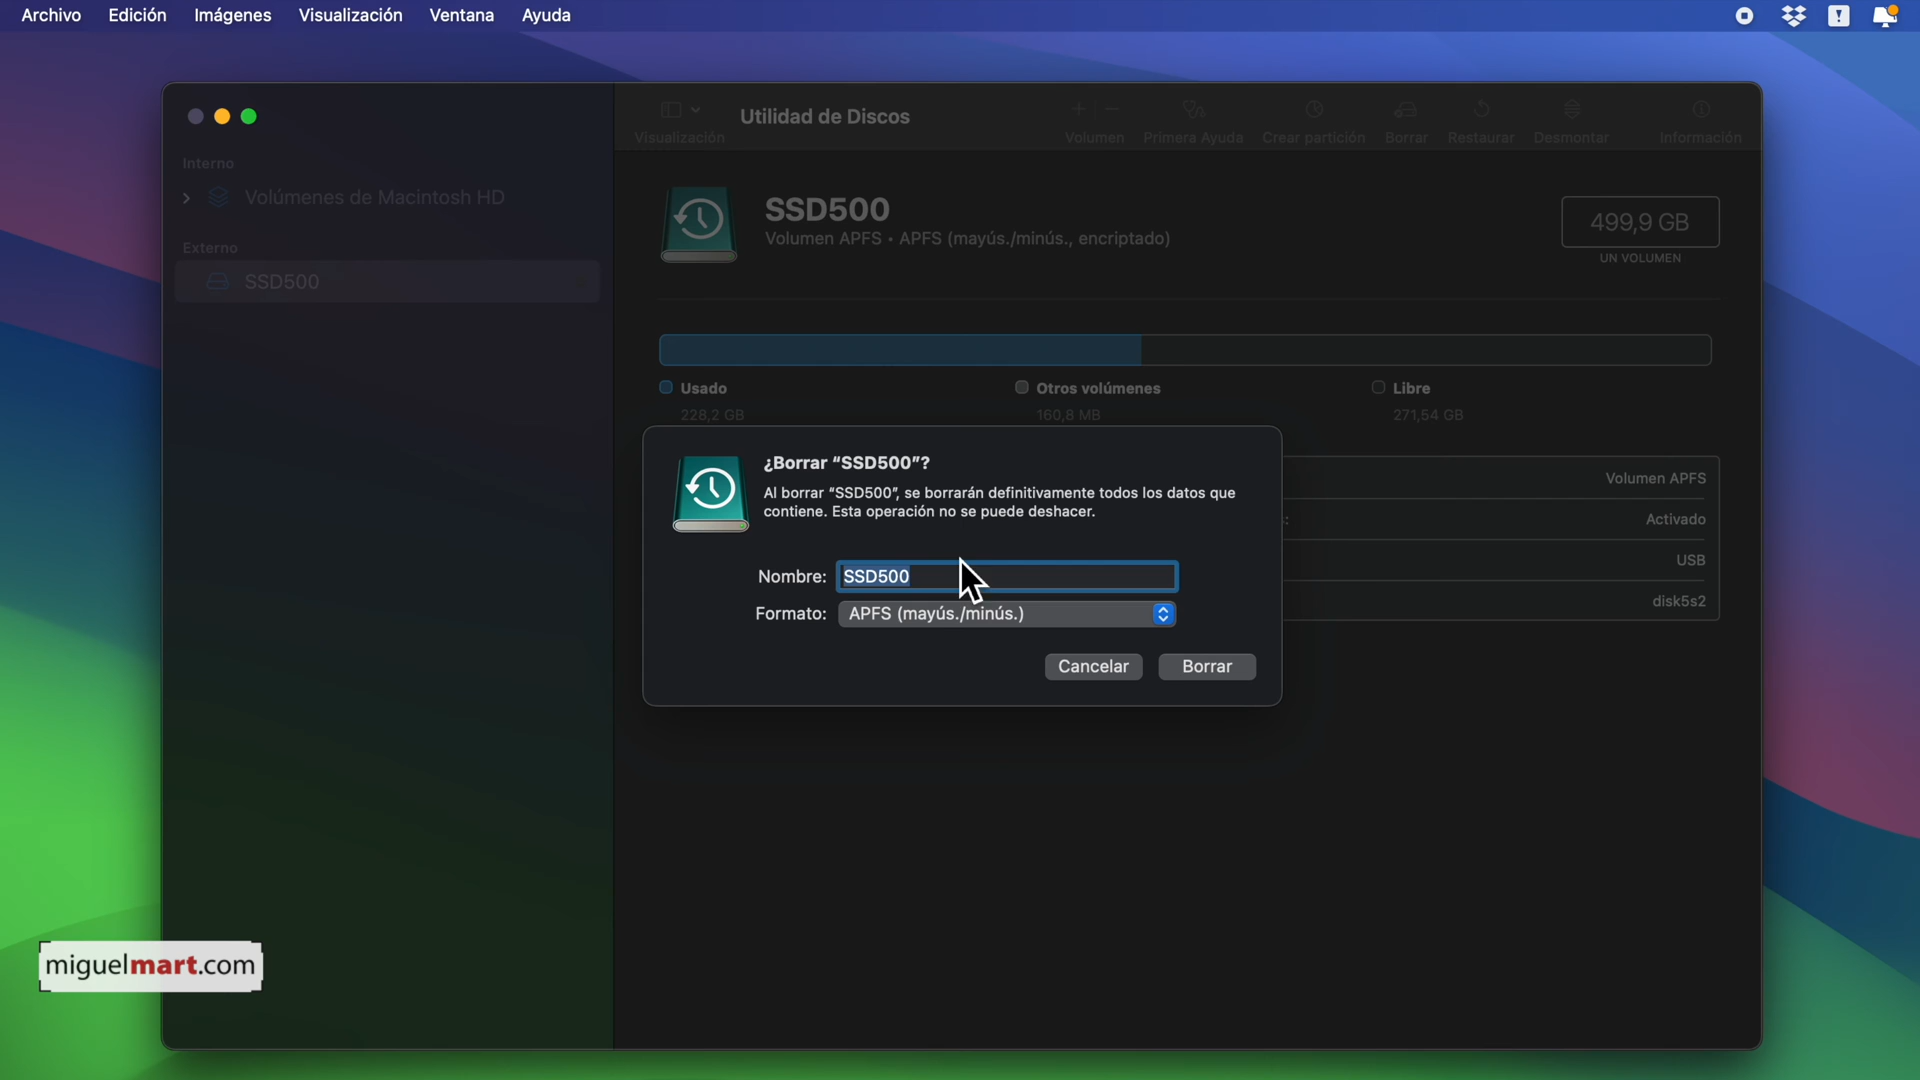 Archivo Edición Imágenes Visualización Ventana Ayuda
Utilidad de Discos
Visualización
Volumen Primera Ayuda Crear partición Borrar Restaurar Desmontar Información
Interno
Volúmenes de Macintosh HD
Externo
SSD500
SSD500
Volumen APFS • APFS (mayús./minús., encriptado)
499,9 GB
UN VOLUMEN
Usado
228,2 GB
Otros volúmenes
160,8 MB
Libre
271,54 GB
Volumen APFS
Activado
USB
disk5s2
¿Borrar “SSD500”?
Al borrar “SSD500”, se borrarán definitivamente todos los datos que
contiene. Esta operación no se puede deshacer.
Nombre: SSD500
Formato: APFS (mayús./minús.)
Cancelar Borrar
miguelmart.com